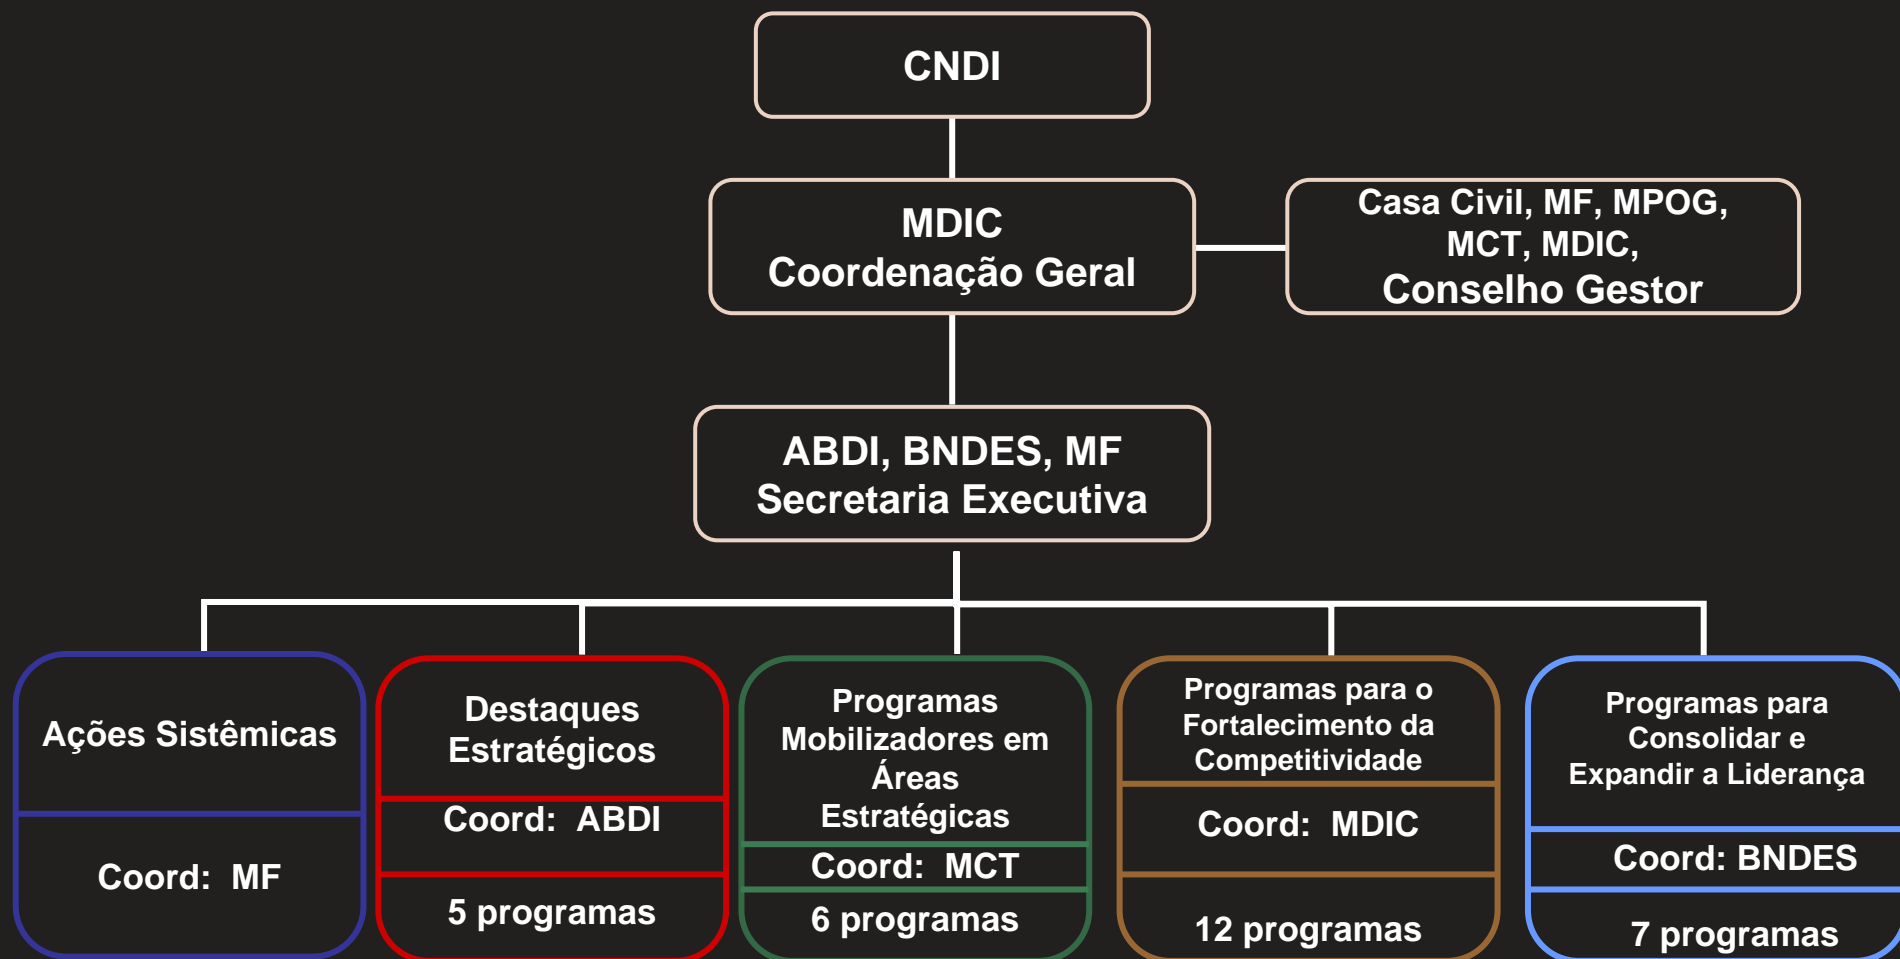 CNDI
MDIC
Coordenação Geral
Casa Civil, MF, MPOG,
MCT, MDIC,
Conselho Gestor
ABDI, BNDES, MF
Secretaria Executiva
Ações Sistêmicas
Coord: MF
Destaques
Estratégicos
Coord: ABDI
5 programas
Programas
Mobilizadores em
Áreas
Estratégicas
Coord: MCT
6 programas
Programas para o
Fortalecimento da
Competitividade
Coord: MDIC
12 programas
Programas para
Consolidar e
Expandir a Liderança
Coord: BNDES
7 programas